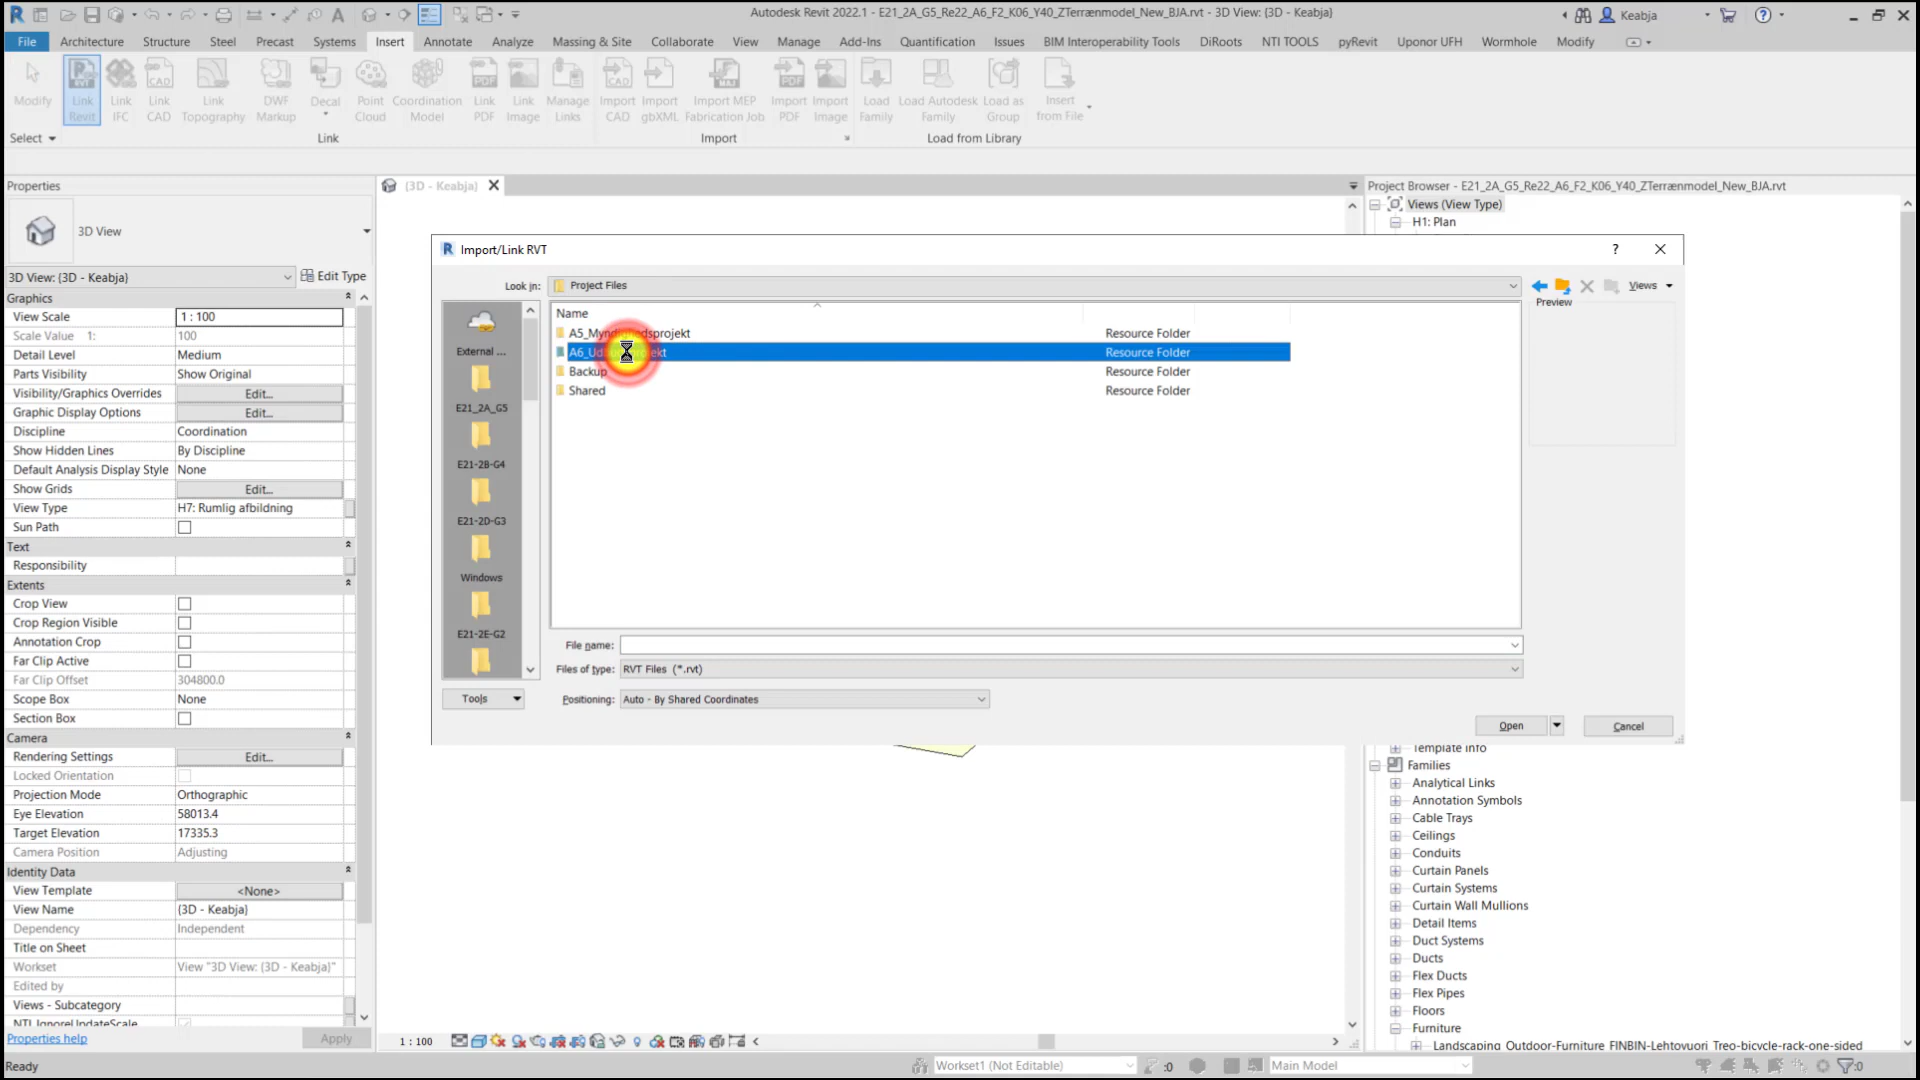 Autodesk Revit 2022.1 - E21_2A_G5_Re22_A6_F2_K06_Y40_ZTerrænmodel_New_BJA.rvt - 3D View: {3D - Keabja}
Keabja
File Architecture Structure Steel Precast Systems Insert Annotate Analyze Massing & Site Collaborate View Manage Add-Ins Quantification Issues BIM Interoperability Tools DiRoots NTI TOOLS pyRevit Uponor UFH Wormhole Modify
Modify
Link Revit
Link IFC
Link CAD
Link Topography
DWF Markup
Decal
Point Cloud
Coordination Model
Link PDF
Link Image
Manage Links
Import CAD
Import gbXML
Import MEP Fabrication Job
Import PDF
Import Image
Load Family
Load Autodesk Family
Load as Group
Insert from File
Select
Link
Import
Load from Library
Properties
3D View
3D View: {3D - Keabja}
Edit Type
Graphics
View Scale 1 : 100
Scale Value 1: 100
Detail Level Medium
Parts Visibility Show Original
Visibility/Graphics Overrides Edit...
Graphic Display Options Edit...
Discipline Coordination
Show Hidden Lines By Discipline
Default Analysis Display Style None
Show Grids Edit...
View Type H7: Rumlig afbildning
Sun Path
Text
Responsibility
Extents
Crop View
Crop Region Visible
Annotation Crop
Far Clip Active
Far Clip Offset 304800.0
Scope Box None
Section Box
Camera
Rendering Settings Edit...
Locked Orientation
Projection Mode Orthographic
Eye Elevation 58013.4
Target Elevation 17335.3
Camera Position Adjusting
Identity Data
View Template <None>
View Name {3D - Keabja}
Dependency Independent
Title on Sheet
Workset View "3D View: {3D - Keabja}"
Edited by
Views - Subcategory
NTI_IgnoreUpdateScale
Properties help
Apply
{3D - Keabja}
Import/Link RVT
Look in: Project Files
Views
Preview
Name
Resource Folder
Resource Folder
Backup Resource Folder
Shared Resource Folder
External ...
E21_2A_G5
E21-2B-G4
E21-2D-G3
Windows
E21-2E-G2
File name:
Files of type: RVT Files (*.rvt)
Tools
Positioning: Auto - By Shared Coordinates
Open
Cancel
Project Browser - E21_2A_G5_Re22_A6_F2_K06_Y40_ZTerrænmodel_New_BJA.rvt
Views (View Type)
H1: Plan
Template info
Families
Analytical Links
Annotation Symbols
Cable Trays
Ceilings
Conduits
Curtain Panels
Curtain Systems
Curtain Wall Mullions
Detail Items
Duct Systems
Ducts
Flex Ducts
Flex Pipes
Floors
Furniture
Landscaping_Outdoor-Furniture_FINBIN-Lehtovuori_Treo-bicycle-rack-one-sided
1 : 100
Ready
Workset1 (Not Editable)
:0
Main Model
:0